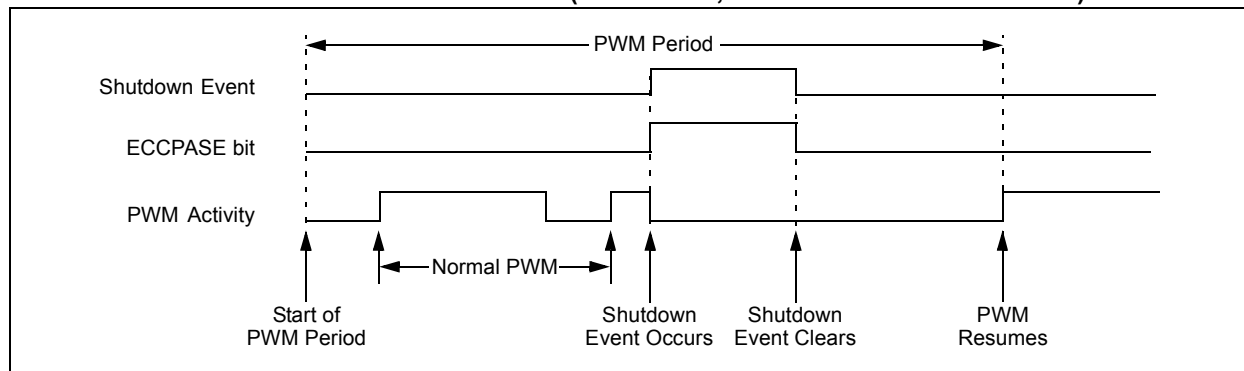 PWM Period
Shutdown Event
ECCPASE bit
PWM Activity
Normal PWM
Start of
PWM Period
Shutdown
Event Occurs
Shutdown
Event Clears
PWM
Resumes